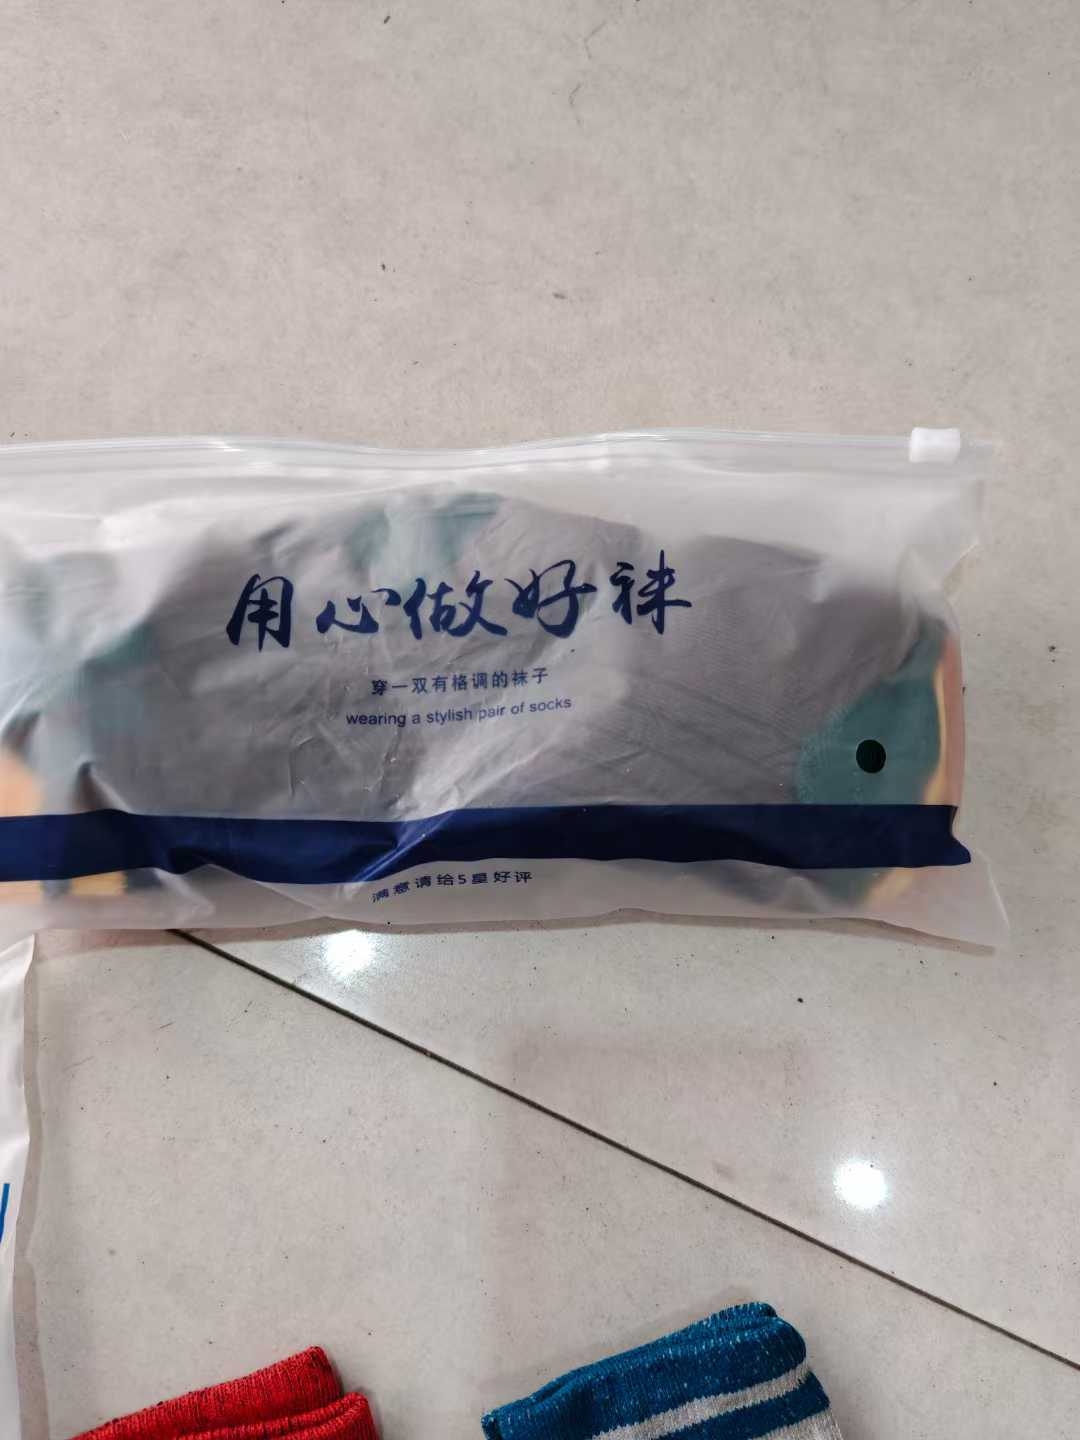 用心做好袜
穿一双有格调的袜子
wearing a stylish pair of socks
满意请给5星好评